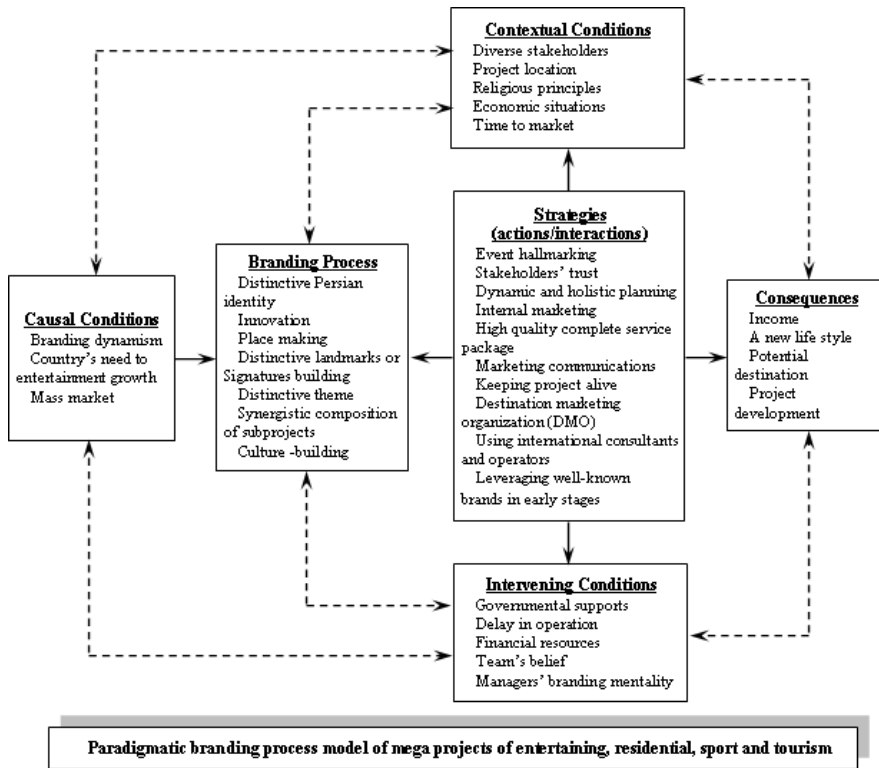 Contextual Conditions
Diverse stakeholders
Project location
Religious principles
Economic situations
Time to market
Causal Conditions
Branding dynamism
Country's need to
entertainment growth
Mass market
Branding Process
Distinctive Persian
identity
Innovation
Place making
Distinctive landmarks or
Signatures building
Distinctive theme
Synergistic composition
of subprojects
Culture -building
Strategies
(actions/interactions)
Event hallmarking
Stakeholders' trust
Dynamic and holistic planning
Internal marketing
High quality complete service
package
Marketing communications
Keeping project alive
Destination marketing
organization (DMO)
Using international consultants
and operators
Leveraging well-known
brands in early stages
Consequences
Income
A new life style
Potential
destination
Project
development
Intervening Conditions
Governmental supports
Delay in operation
Financial resources
Team's belief
Managers' branding mentality
Paradigmatic branding process model of mega projects of entertaining, residential, sport and tourism